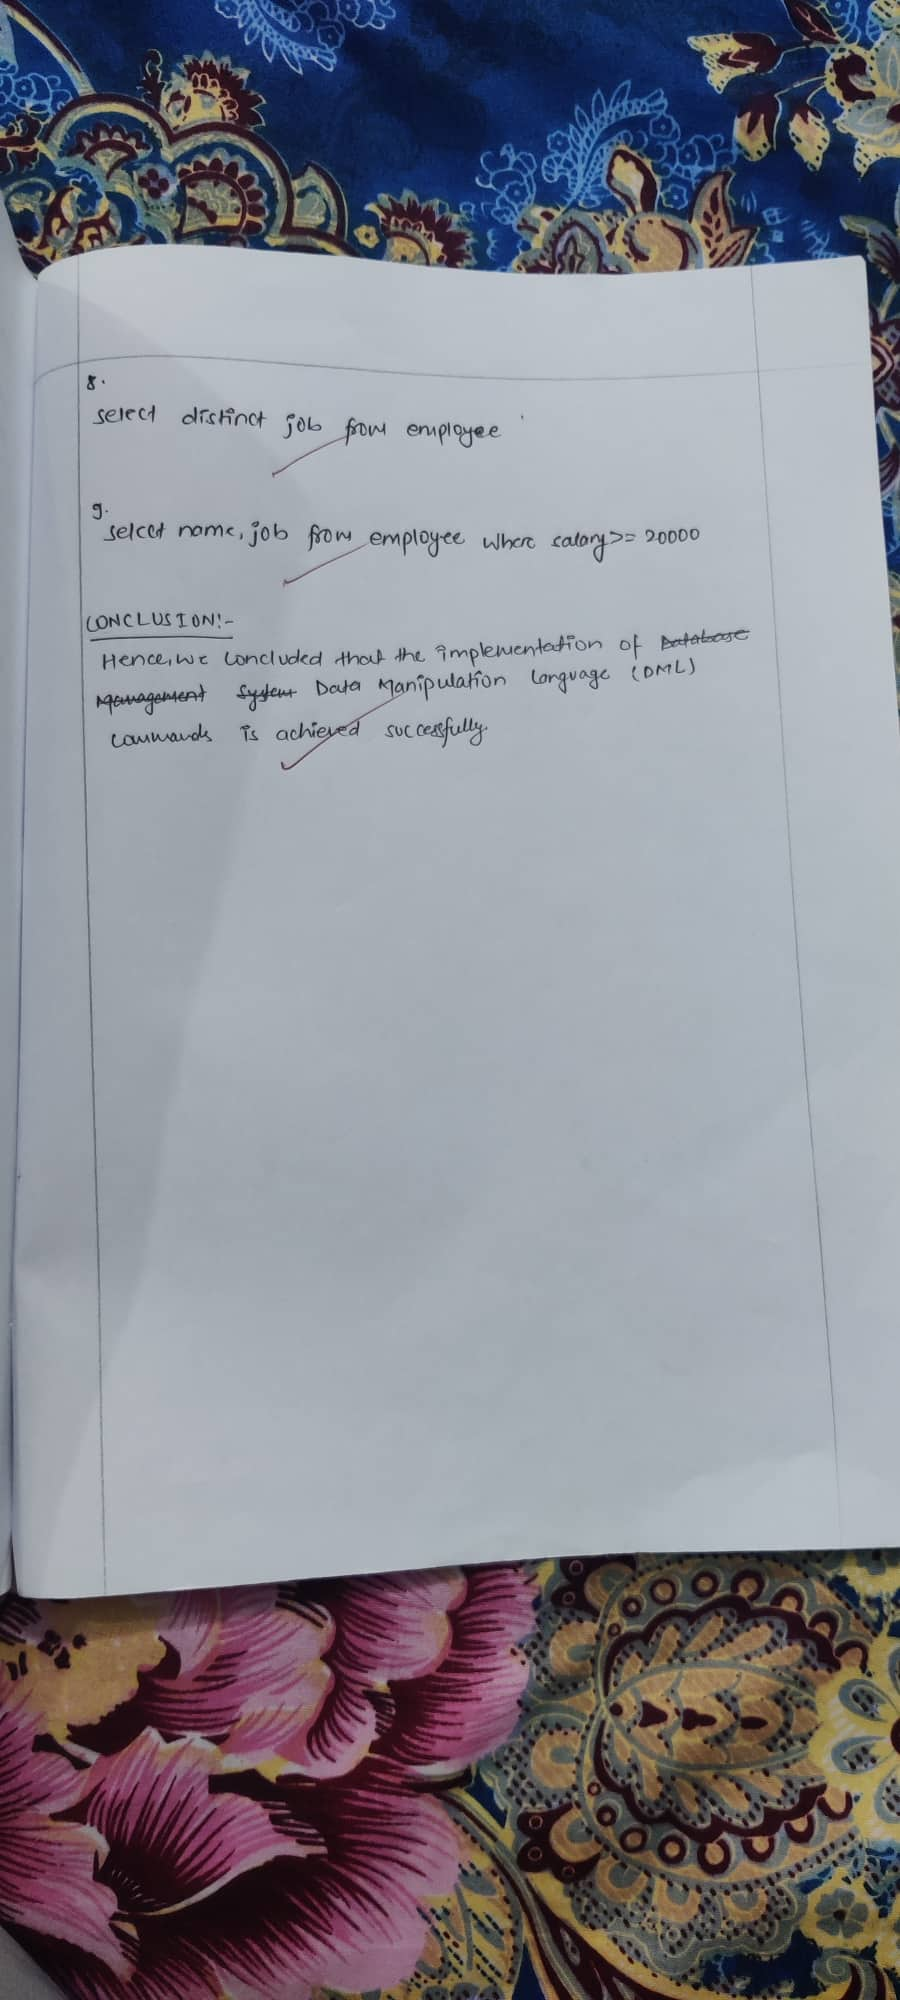 8.
select distinct job from employee
9.
select name, job from employee where salary >= 20000
CONCLUSION:-
Hence, we concluded that the implementation of Database
Management System Data Manipulation Language (DML)
commands is achieved successfully.